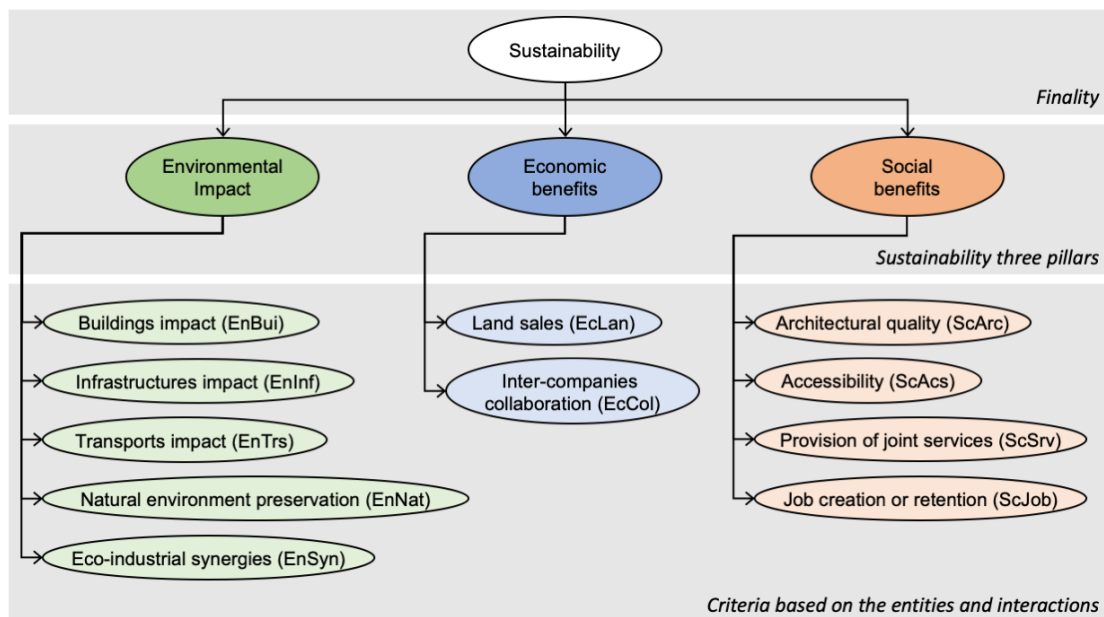 Sustainability
Finality
Environmental
Impact
Economic
benefits
Social
benefits
Sustainability three pillars
Buildings impact (EnBui)
Infrastructures impact (EnInf)
Transports impact (EnTrs)
Natural environment preservation (EnNat)
Eco-industrial synergies (EnSyn)
Land sales (EcLan)
Inter-companies
collaboration (EcCol)
Architectural quality (ScArc)
Accessibility (ScAcs)
Provision of joint services (ScSrv)
Job creation or retention (ScJob)
Criteria based on the entities and interactions